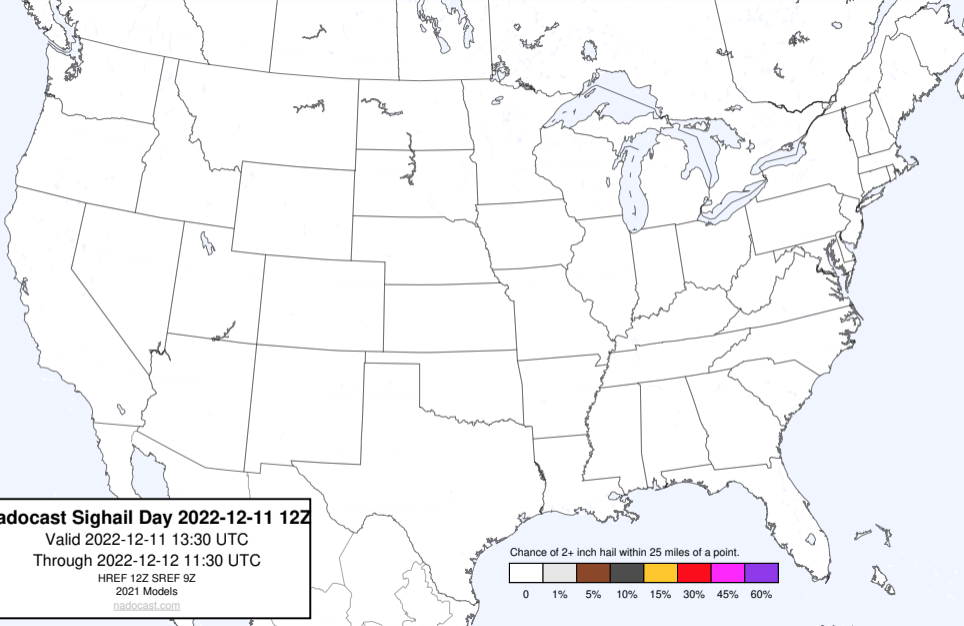 adocast Sighail Day 2022-12-11 12Z
Valid 2022-12-11 13:30 UTC
Through 2022-12-12 11:30 UTC
HREF 12Z SREF 9Z
2021 Models
nadocast.com
Chance of 2+ inch hail within 25 miles of a point.
0 1% 5% 10% 15% 30% 45% 60%